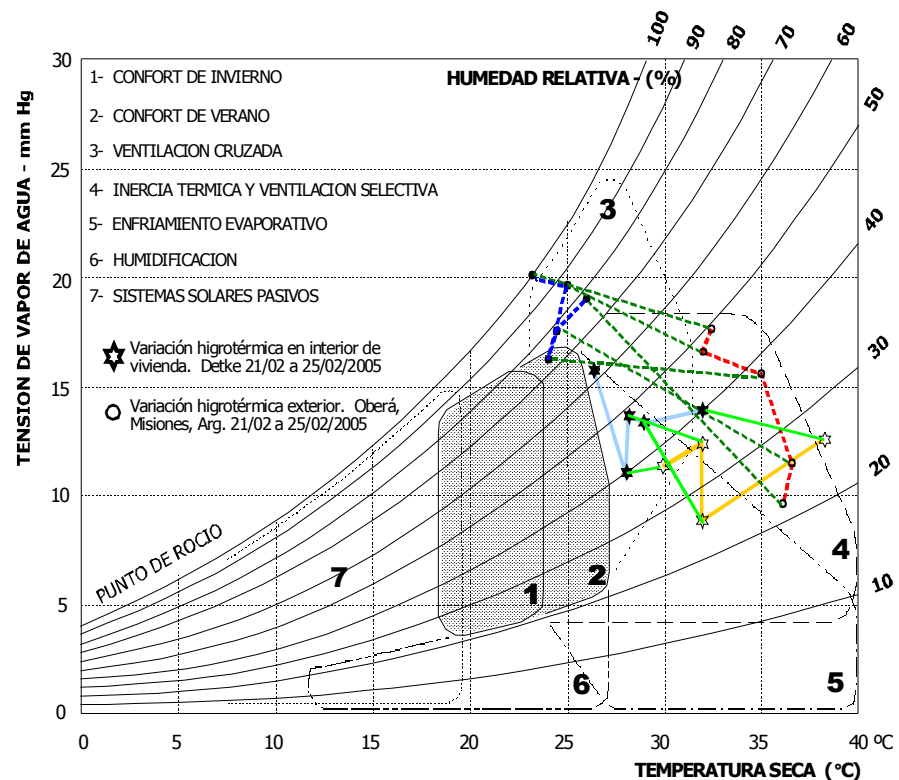 100
90
80
70
60
50
40
30
20
10
HUMEDAD RELATIVA - (%)
TENSION DE VAPOR DE AGUA - mm Hg
30
25
20
15
10
5
0
1- CONFORT DE INVIERNO
2- CONFORT DE VERANO
3- VENTILACION CRUZADA
4- INERCIA TERMICA Y VENTILACION SELECTIVA
5- ENFRIAMIENTO EVAPORATIVO
6- HUMIDIFICACION
7- SISTEMAS SOLARES PASIVOS
Variación higrotérmica en interior de
vivienda. Detke 21/02 a 25/02/2005
Variación higrotérmica exterior. Oberá,
Misiones, Arg. 21/02 a 25/02/2005
PUNTO DE ROCIO
3
7
1
2
4
6
5
0 5 10 15 20 25 30 35 40 ºC
TEMPERATURA SECA (°C)